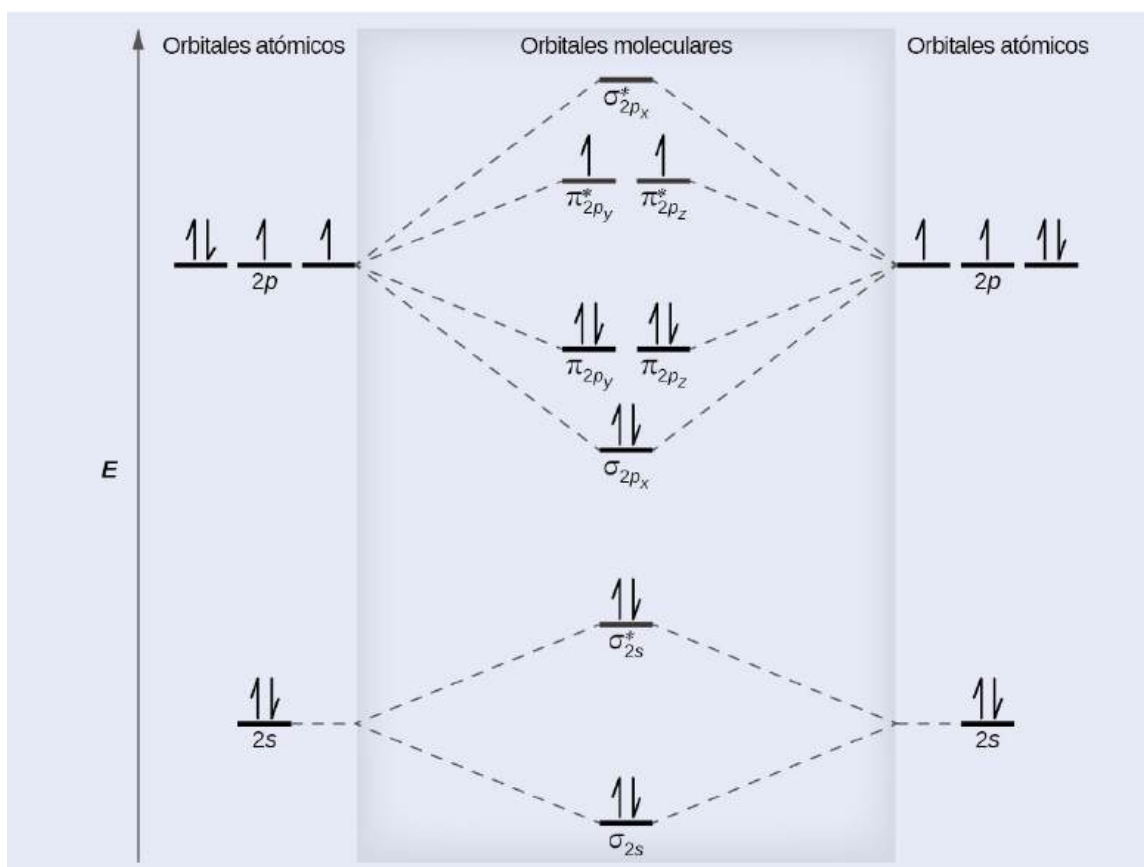 Orbitales atómicos Orbitales moleculares Orbitales atómicos
σ*2px
π*2py π*2pz
2p 2p
π2py π2pz
E
σ2px
σ*2s
2s 2s
σ2s